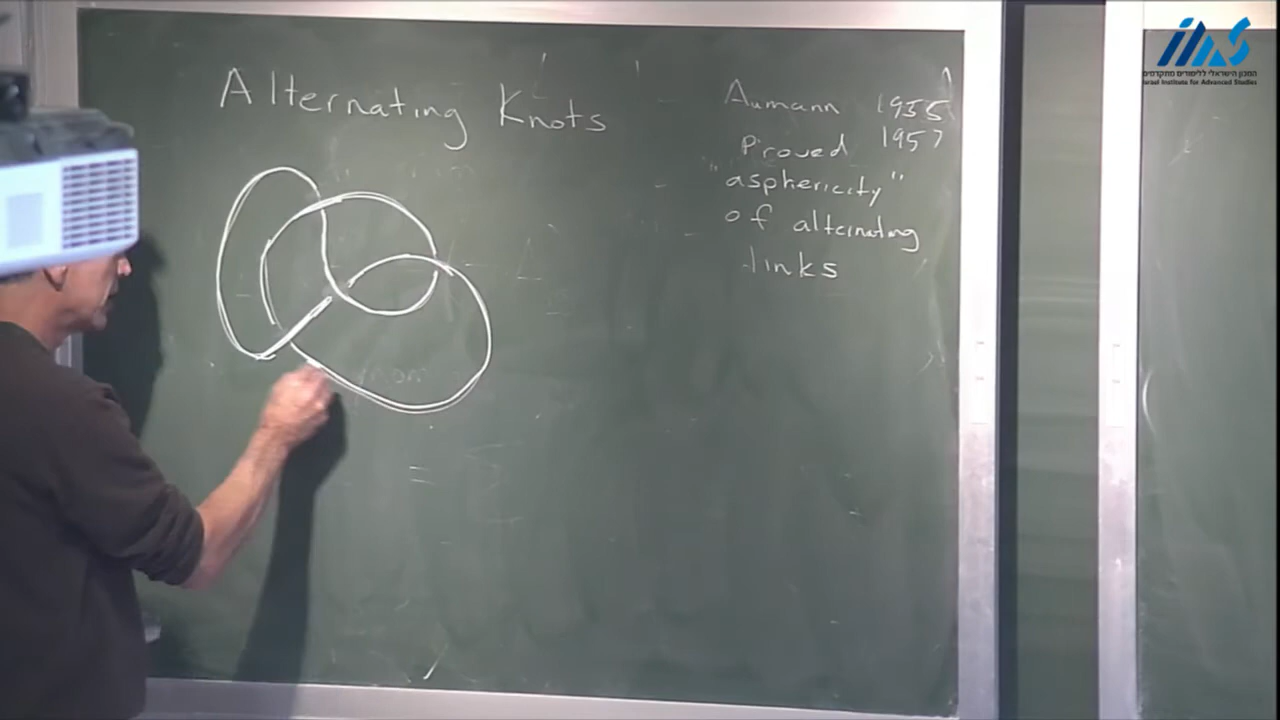 Alternating Knots
Aumann 1955
Proved 1957
"asphericity"
of alternating
links
המכון הישראלי ללימודים מתקדמים
Israel Institute for Advanced Studies